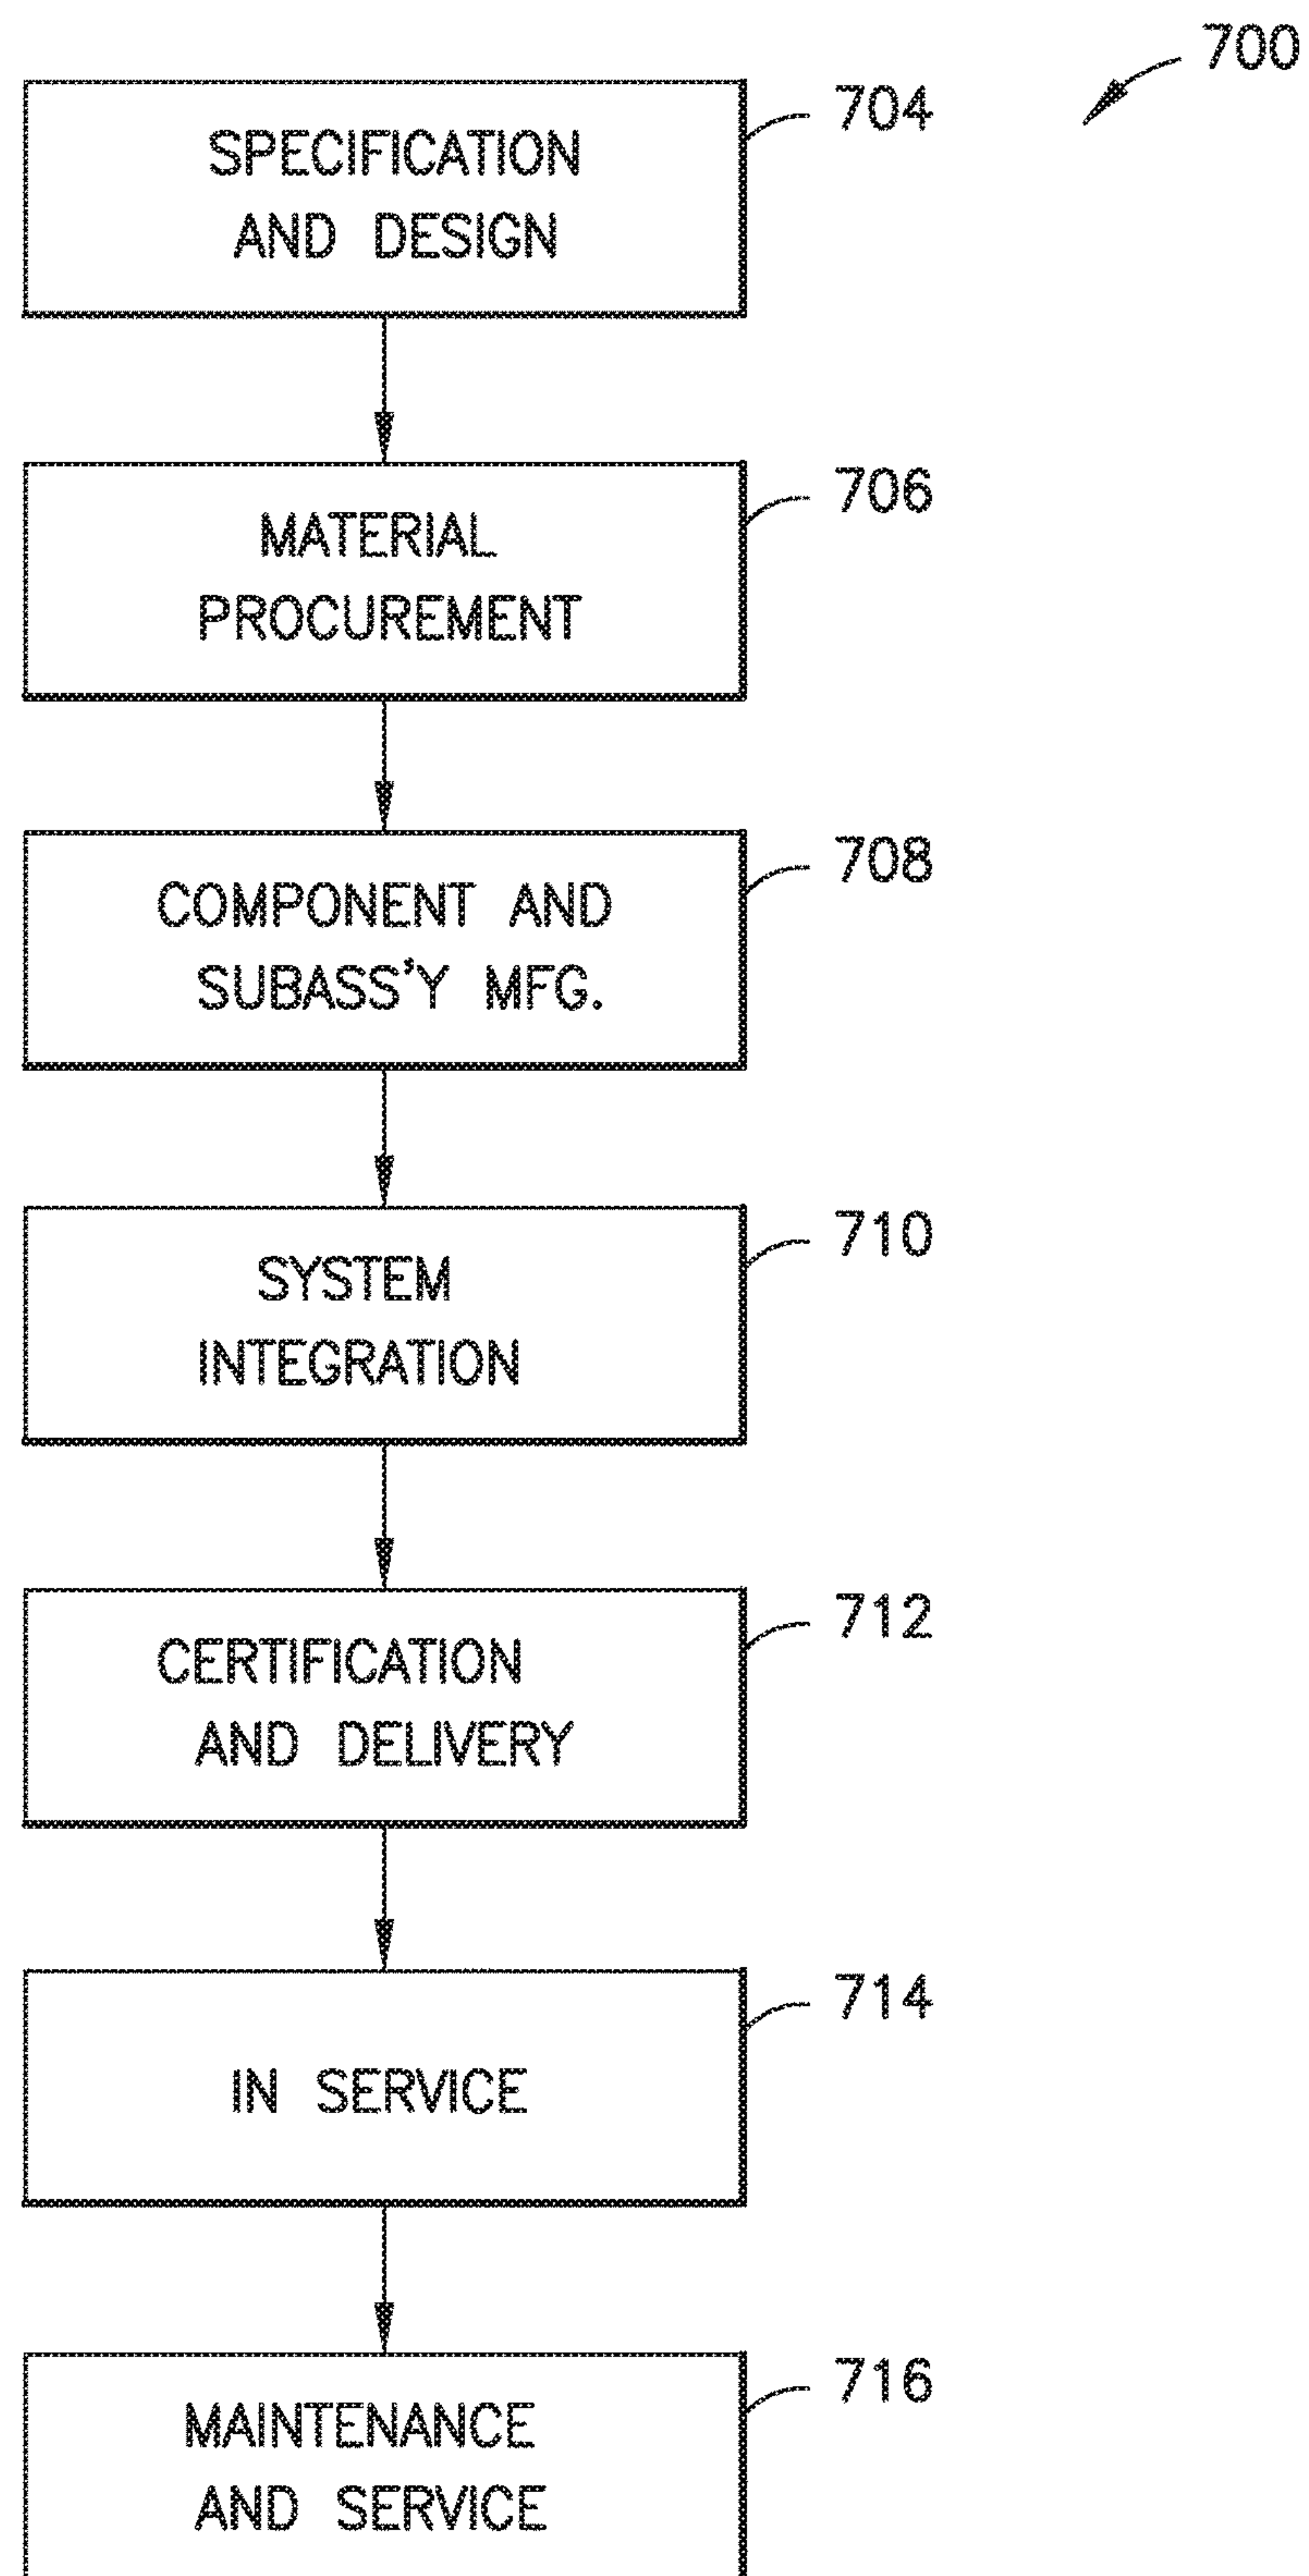 700
704
SPECIFICATION
AND DESIGN
706
MATERIAL
PROCUREMENT
708
COMPONENT AND
SUBASS'Y MFG.
710
SYSTEM
INTEGRATION
712
CERTIFICATION
AND DELIVERY
714
IN SERVICE
716
MAINTENANCE
AND SERVICE